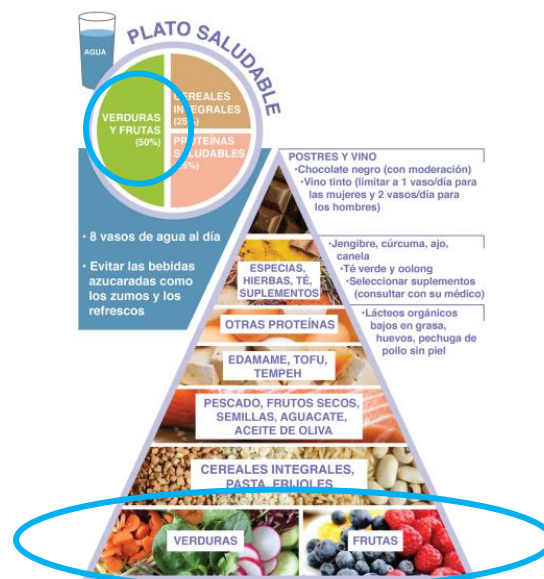 PLATO SALUDABLE
AGUA
VERDURAS
Y FRUTAS
(50%)
CEREALES
INTEGRALES
(25%)
PROTEÍNAS
SALUDABLES
• 8 vasos de agua al día
• Evitar las bebidas
azucaradas como
los zumos y los
refrescos
POSTRES Y VINO
•Chocolate negro (con moderación)
•Vino tinto (limitar a 1 vaso/día para
las mujeres y 2 vasos/día para
los hombres)
ESPECIAS,
HIERBAS, TÉ,
SUPLEMENTOS
•Jengibre, cúrcuma, ajo,
canela
•Té verde y oolong
•Seleccionar suplementos
(consultar con su médico)
OTRAS PROTEÍNAS
•Lácteos orgánicos
bajos en grasa,
huevos, pechuga de
pollo sin piel
EDAMAME, TOFU,
TEMPEH
PESCADO, FRUTOS SECOS,
SEMILLAS, AGUACATE,
ACEITE DE OLIVA
CEREALES INTEGRALES,
PASTA, FRIJOLES
VERDURAS
FRUTAS